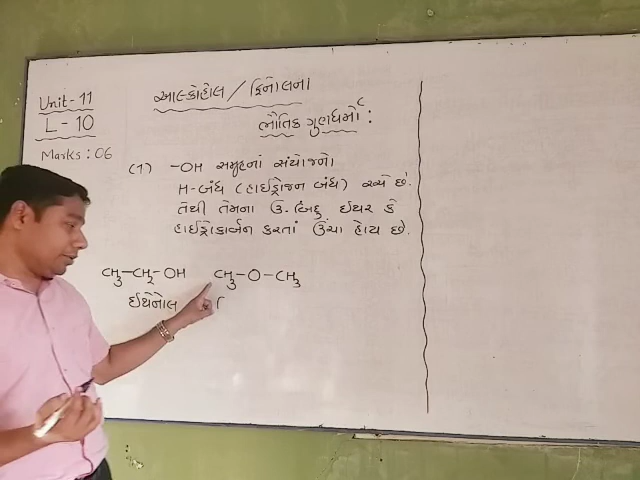 Unit - 11
L - 10
Marks : 06
આલ્કોહોલ / ફિનોલના
ભૌતિક ગુણધર્મો :
(1) -OH સમૂહનાં સંયોજનો
H-બંધ (હાઈડ્રોજન બંધ) રચે છે.
તેથી તેમના ઉ.બિંદુ ઈથર કે
હાઈડ્રોકાર્બન કરતાં ઊંચા હોય છે.
CH₃-CH₂-OH CH₃-O-CH₃
ઈથેનોલ (